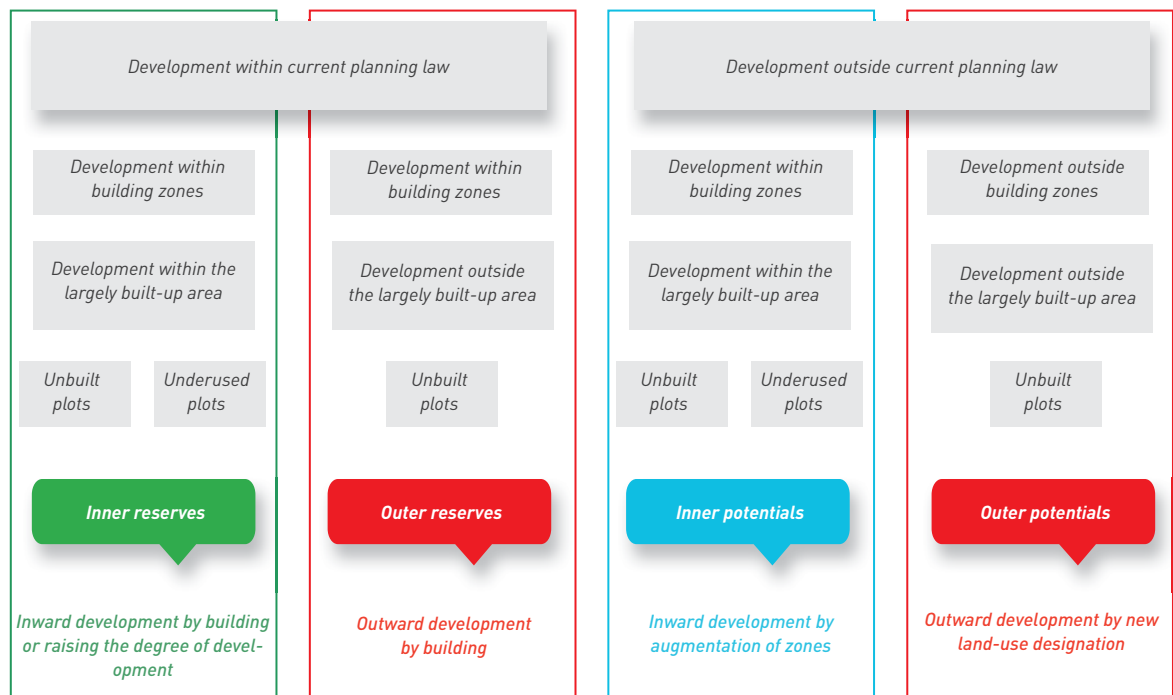 Development within current planning law
Development outside current planning law
Development within
building zones
Development within
building zones
Development within
building zones
Development outside
building zones
Development within the
largely built-up area
Development outside
the largely built-up area
Development within the
largely built-up area
Development outside
the largely built-up area
Unbuilt
plots
Underused
plots
Unbuilt
plots
Unbuilt
plots
Underused
plots
Unbuilt
plots
Inner reserves
Outer reserves
Inner potentials
Outer potentials
Inward development by building
or raising the degree of devel-
opment
Outward development
by building
Inward development by
augmentation of zones
Outward development by new
land-use designation